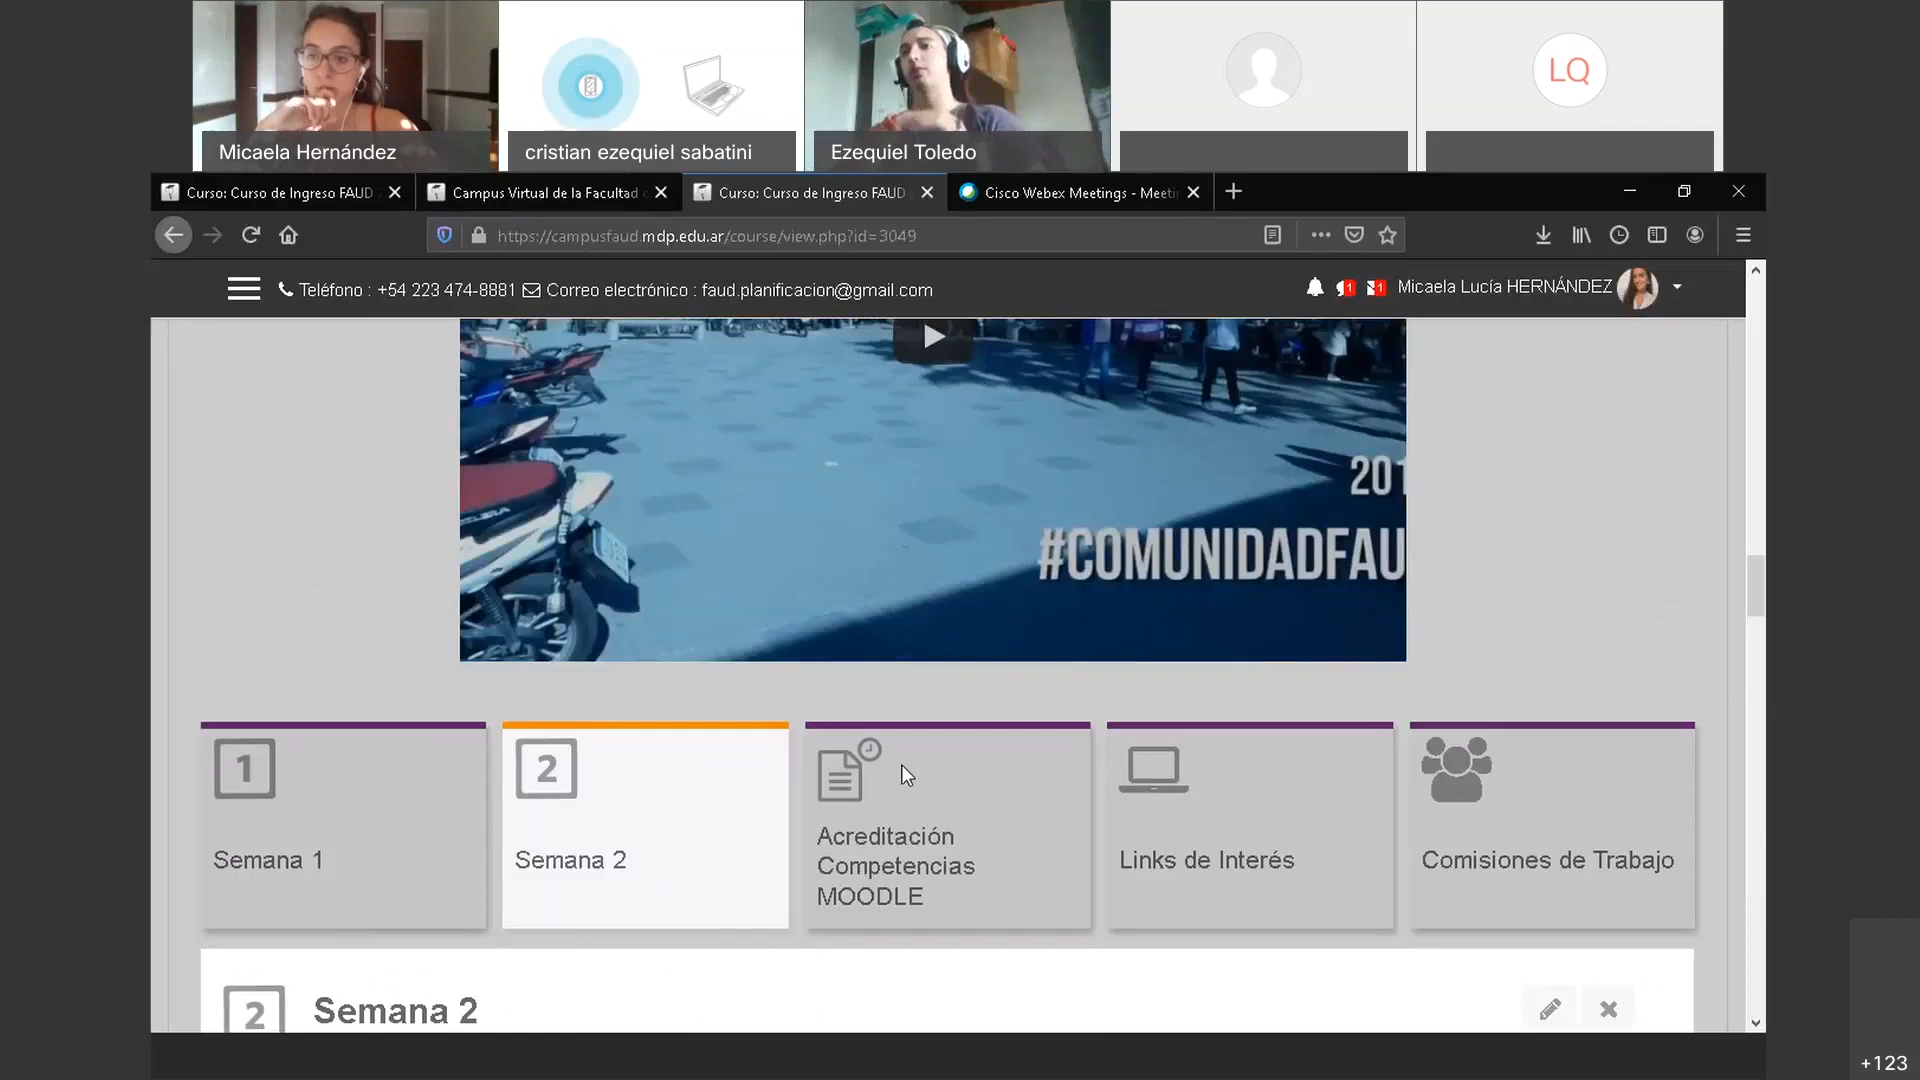 LQ
Micaela Hernández
cristian ezequiel sabatini
Ezequiel Toledo
Curso: Curso de Ingreso FAUD
Campus Virtual de la Facultad
Curso: Curso de Ingreso FAUD
Cisco Webex Meetings - Meeti
https://campusfaud.mdp.edu.ar/course/view.php?id=3049
Teléfono : +54 223 474-8881 Correo electrónico : faud.planificacion@gmail.com
1 1 Micaela Lucía HERNÁNDEZ
201
#COMUNIDADFAU
1
2
Semana 1
Semana 2
Acreditación
Competencias
MOODLE
Links de Interés
Comisiones de Trabajo
2 Semana 2
+123